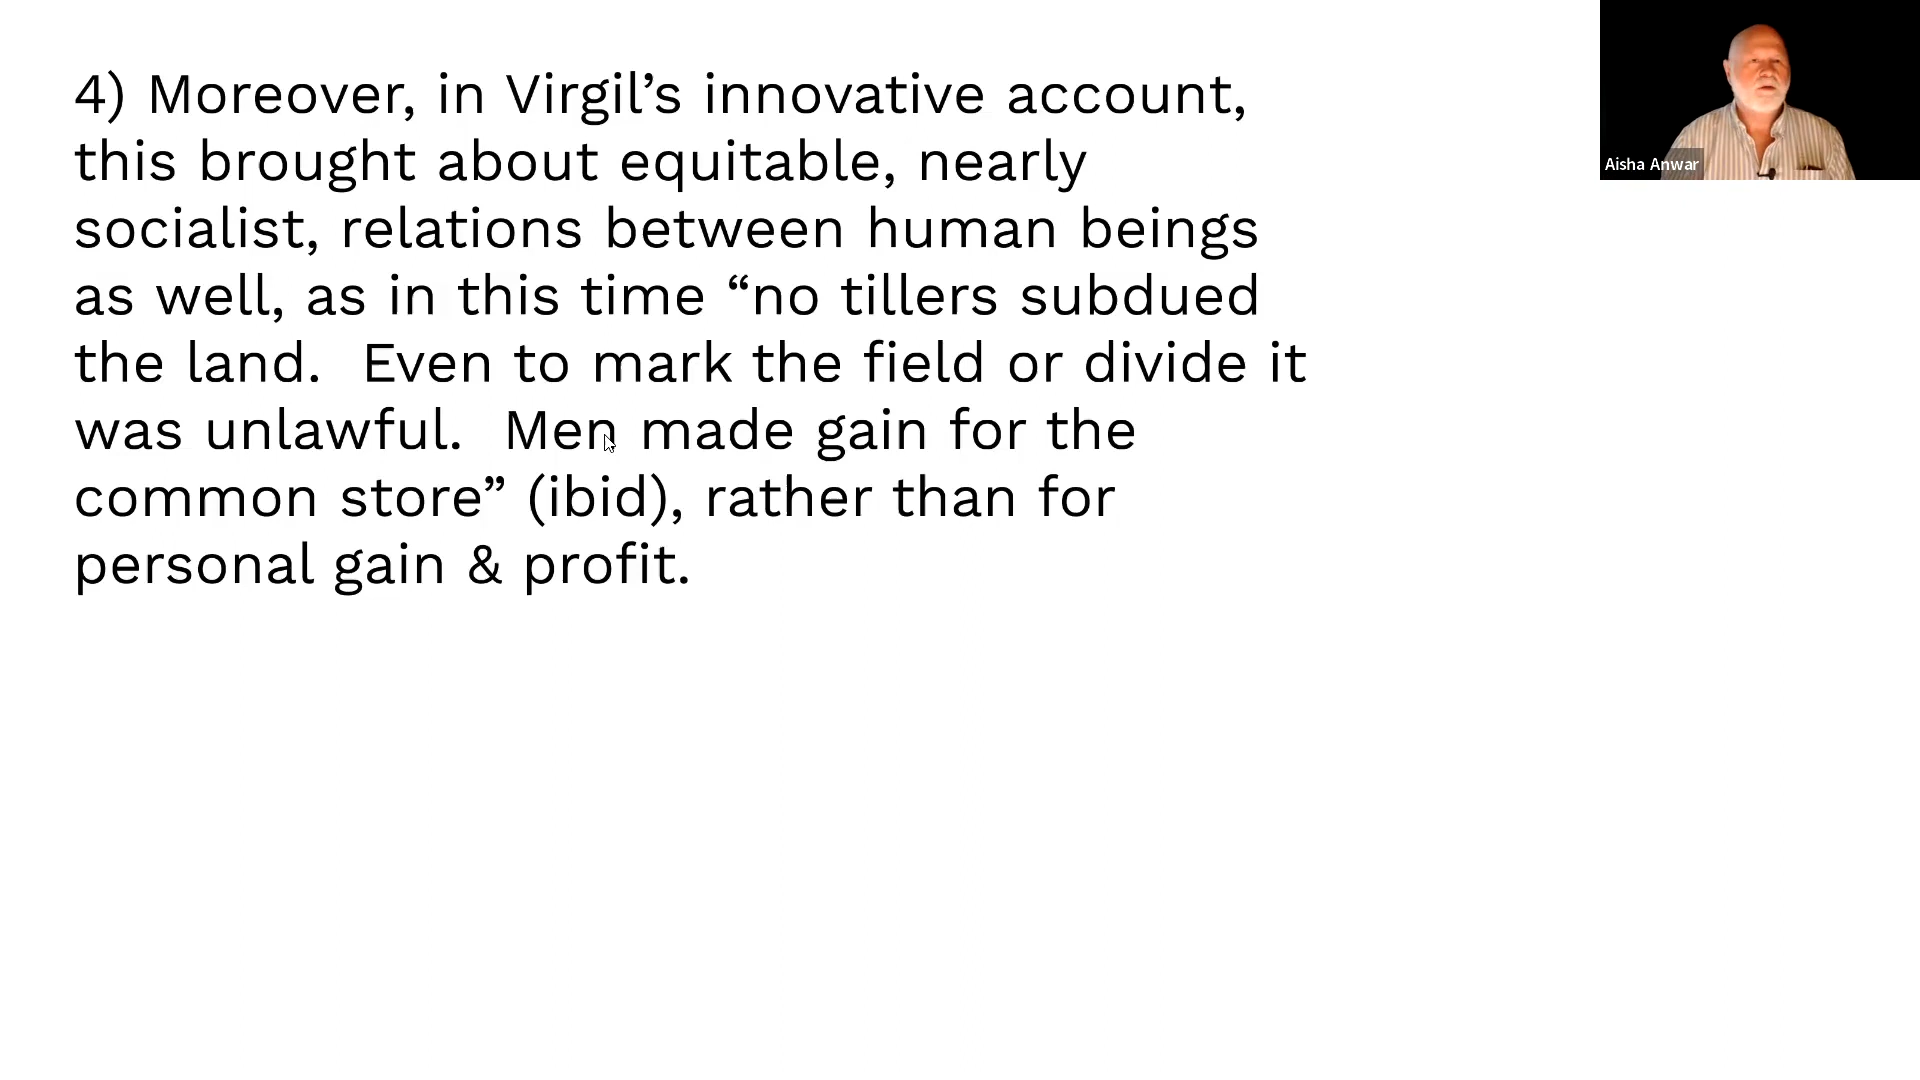 4) Moreover, in Virgil’s innovative account,
this brought about equitable, nearly
socialist, relations between human beings
as well, as in this time “no tillers subdued
the land.  Even to mark the field or divide it
was unlawful.  Men made gain for the
common store” (ibid), rather than for
personal gain & profit.
Aisha Anwar